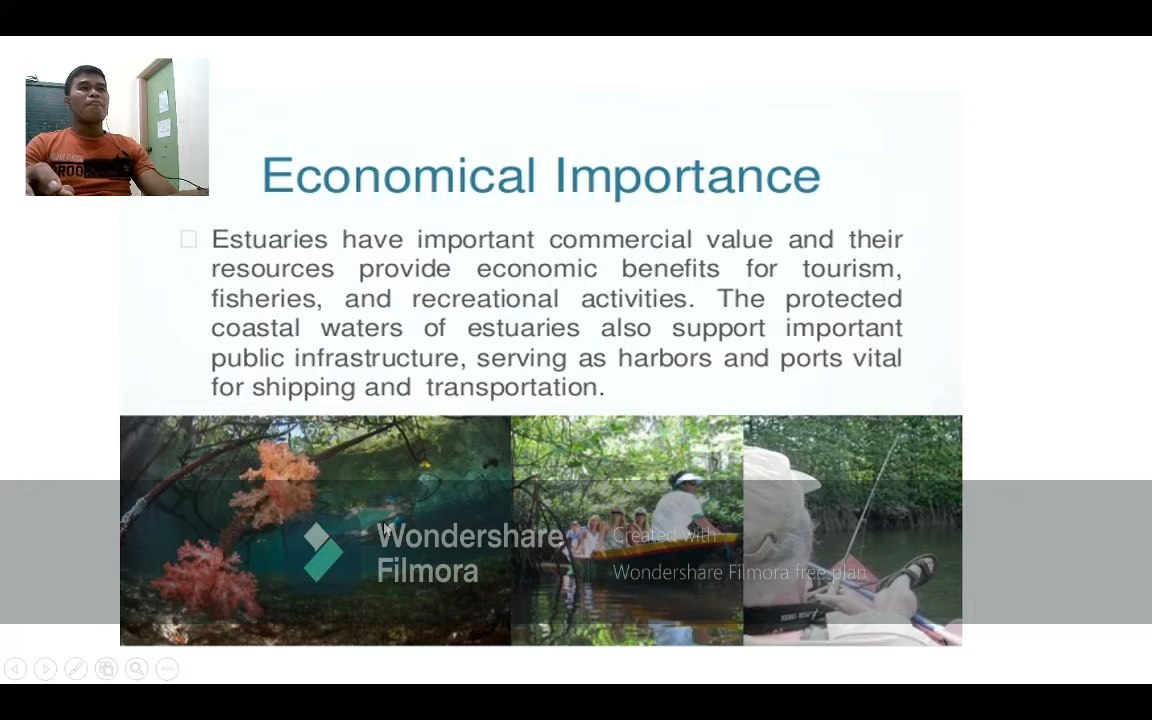 Economical Importance
Estuaries have important commercial value and their
resources provide economic benefits for tourism,
fisheries, and recreational activities. The protected
coastal waters of estuaries also support important
public infrastructure, serving as harbors and ports vital
for shipping and transportation.
Wondershare
Filmora
Created with
Wondershare Filmora free plan